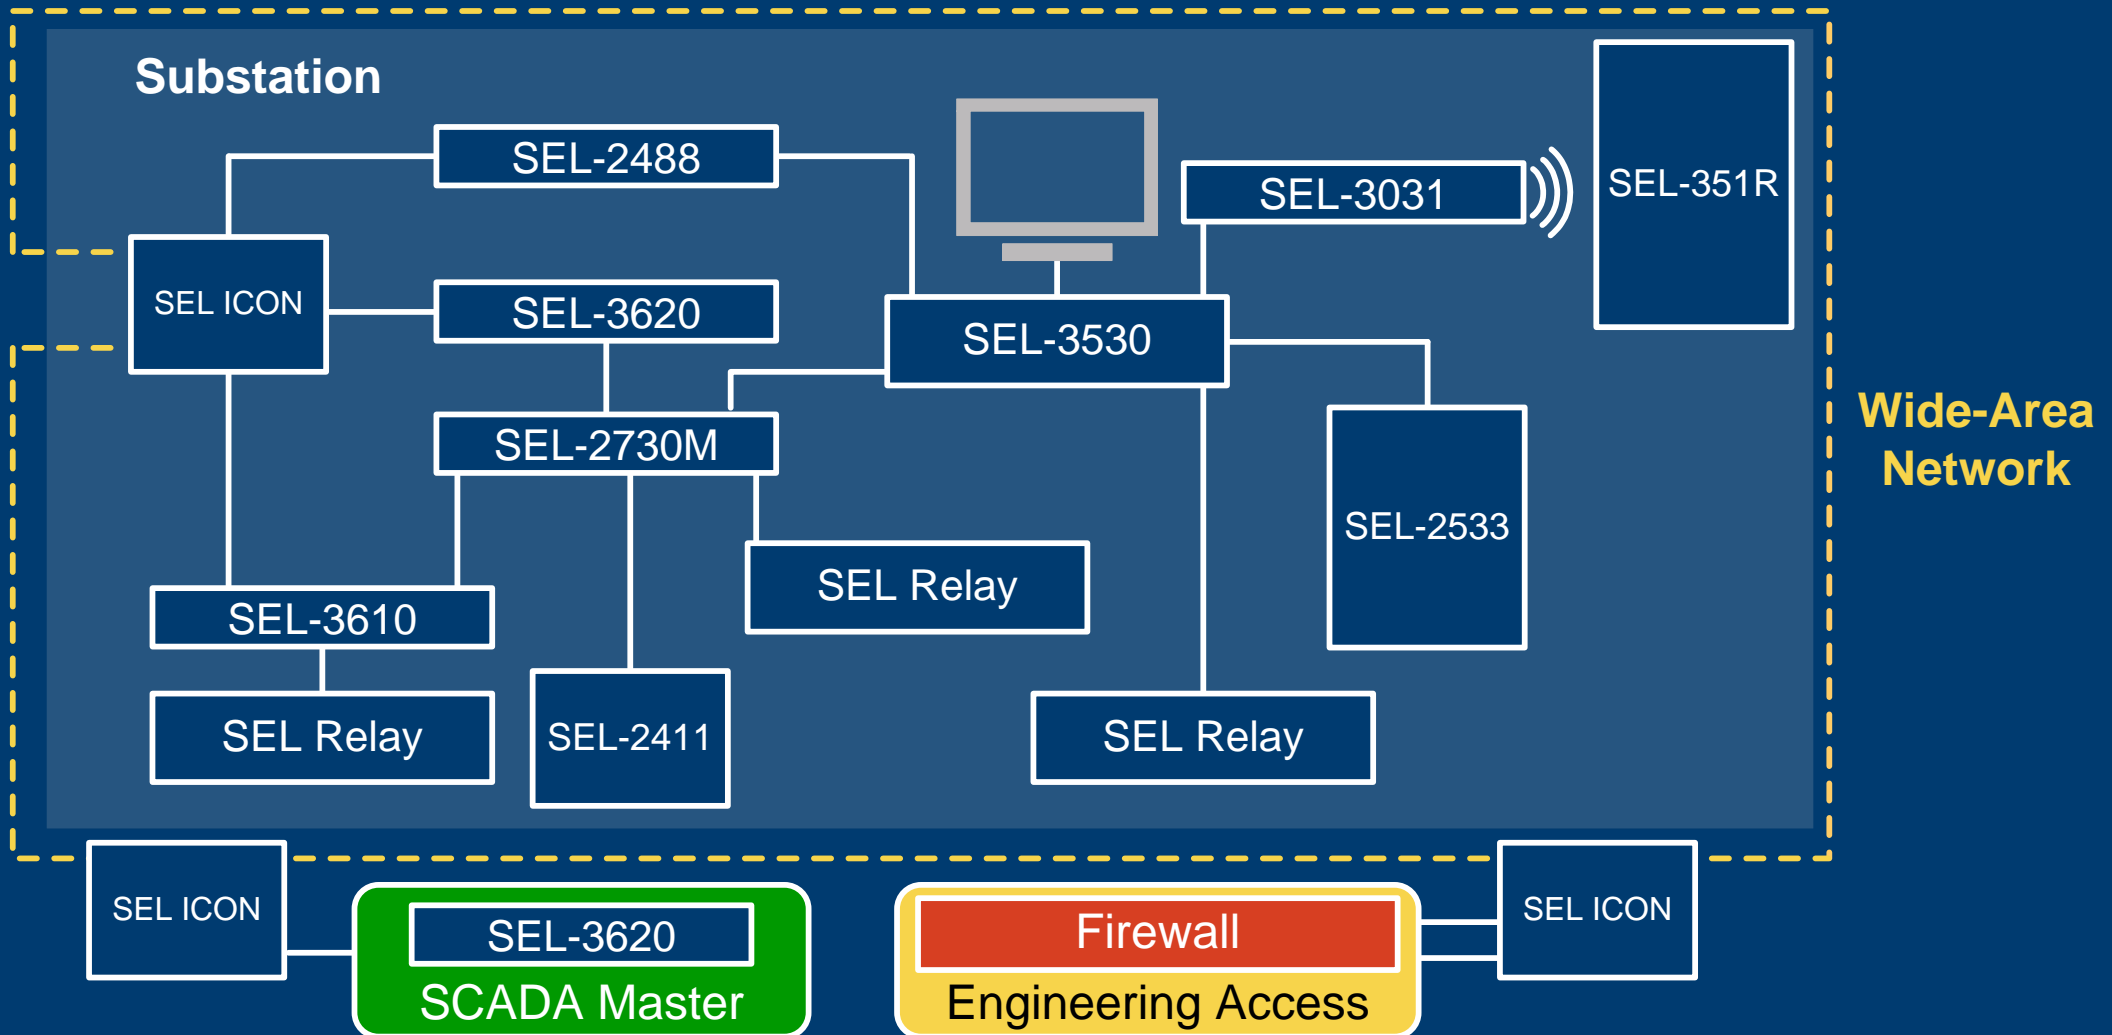 Substation
SEL-2488
SEL-3031
SEL-351R
SEL ICON
SEL-3620
SEL-3530
SEL-2730M
Wide-Area
Network
SEL-2533
SEL Relay
SEL-3610
SEL Relay
SEL-2411
SEL Relay
SEL ICON
SEL-3620
SCADA Master
Firewall
Engineering Access
SEL ICON